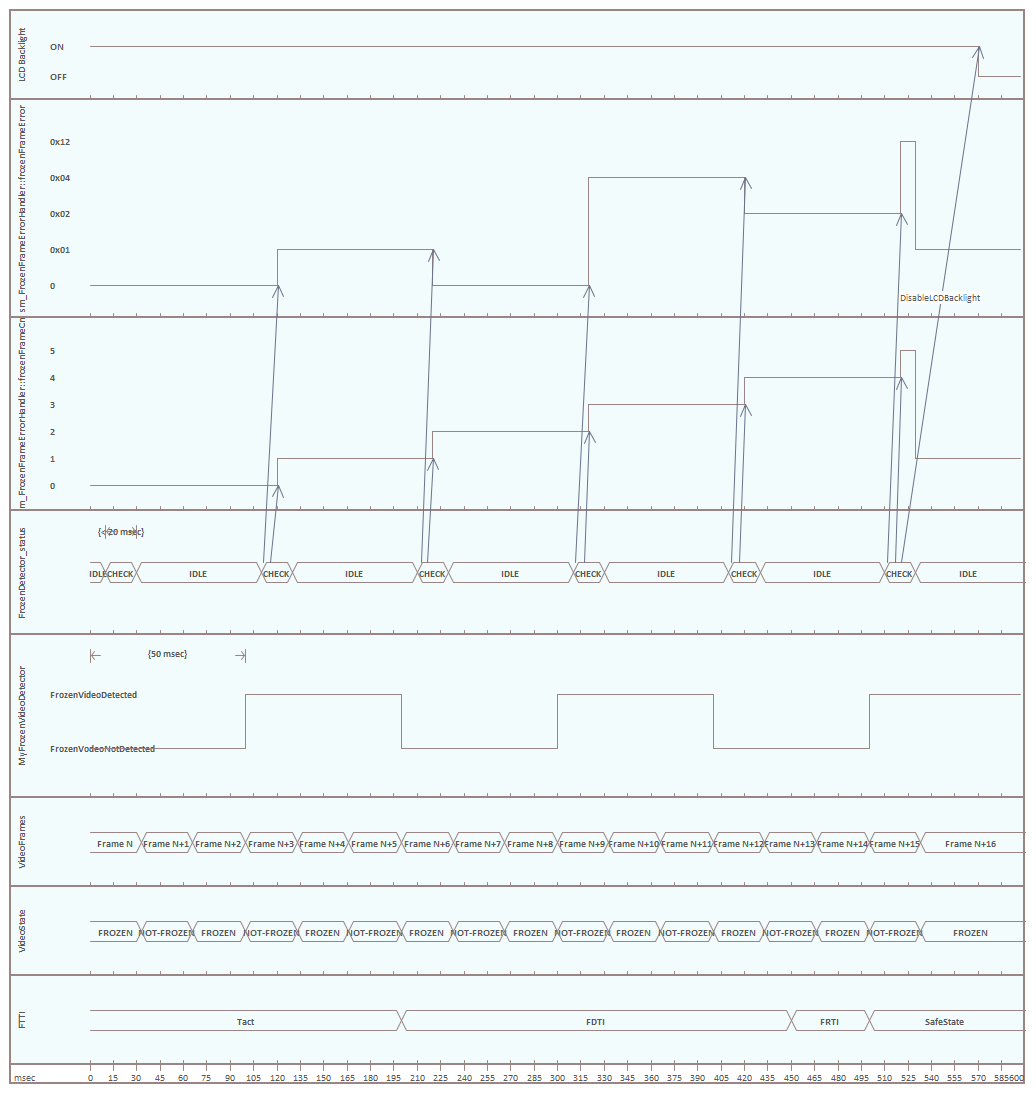 LCD Backlight
ON
OFF
sm_FrozenFrameErrorHandler::frozenFrameError
0x12
0x04
0x02
0x01
0
DisableLCDBacklight
m_FrozenFrameErrorHandler::frozenFrameCn
5
4
3
2
1
0
FrozenDetector_status
{<20 msec}
IDLE CHECK IDLE CHECK IDLE CHECK IDLE CHECK IDLE CHECK IDLE CHECK IDLE
MyFrozenVideoDetector
{50 msec}
FrozenVideoDetected
FrozenVodeoNotDetected
VideoFrames
Frame N Frame N+1 Frame N+2 Frame N+3 Frame N+4 Frame N+5 Frame N+6 Frame N+7 Frame N+8 Frame N+9 Frame N+10 Frame N+11 Frame N+12 Frame N+13 Frame N+14 Frame N+15 Frame N+16
VideoState
FROZEN NOT-FROZEN FROZEN NOT-FROZEN FROZEN NOT-FROZEN FROZEN NOT-FROZEN FROZEN NOT-FROZEN FROZEN NOT-FROZEN FROZEN NOT-FROZEN FROZEN NOT-FROZEN FROZEN
FTTI
Tact FDTI FRTI SafeState
msec 0 15 30 45 60 75 90 105 120 135 150 165 180 195 210 225 240 255 270 285 300 315 330 345 360 375 390 405 420 435 450 465 480 495 510 525 540 555 570 585 600